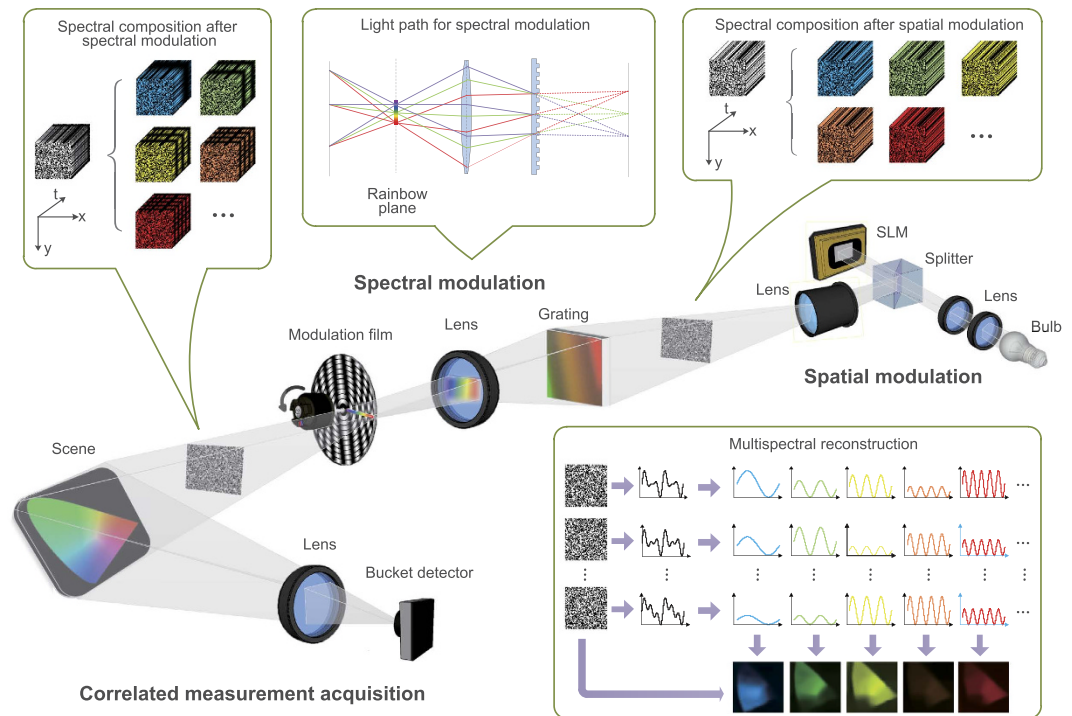 Spectral composition after
spectral modulation
t
x
y
...
Light path for spectral modulation
Rainbow
plane
Spectral composition after spatial modulation
t
x
y
...
Spectral modulation
SLM
Splitter
Lens
Lens
Bulb
Spatial modulation
Grating
Lens
Modulation film
Scene
Lens
Bucket detector
Correlated measurement acquisition
Multispectral reconstruction
...
...
...